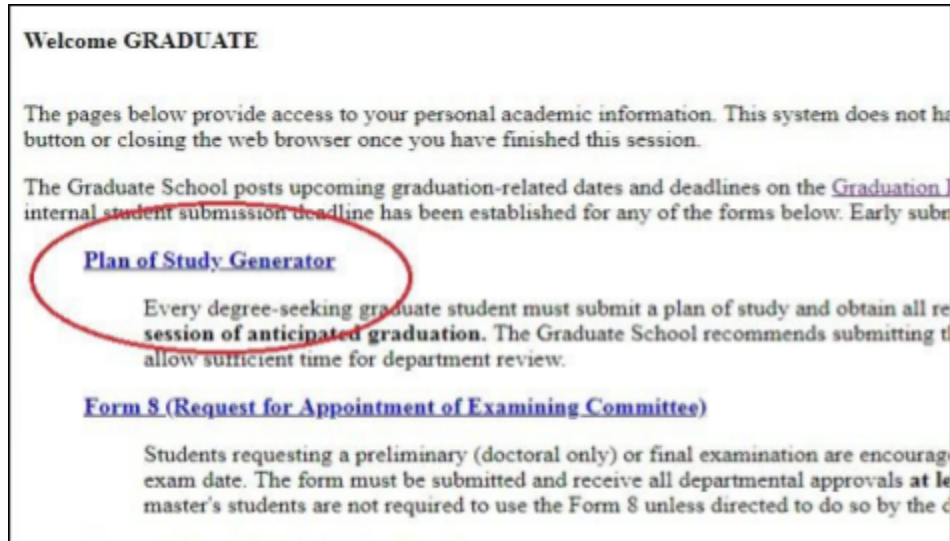 Welcome GRADUATE
The pages below provide access to your personal academic information. This system does not ha
button or closing the web browser once you have finished this session.
The Graduate School posts upcoming graduation-related dates and deadlines on the Graduation
internal student submission deadline has been established for any of the forms below. Early subm
Plan of Study Generator
Every degree-seeking graduate student must submit a plan of study and obtain all re
session of anticipated graduation. The Graduate School recommends submitting t
allow sufficient time for department review.
Form 8 (Request for Appointment of Examining Committee)
Students requesting a preliminary (doctoral only) or final examination are encourag
exam date. The form must be submitted and receive all departmental approvals at le
master's students are not required to use the Form 8 unless directed to do so by the